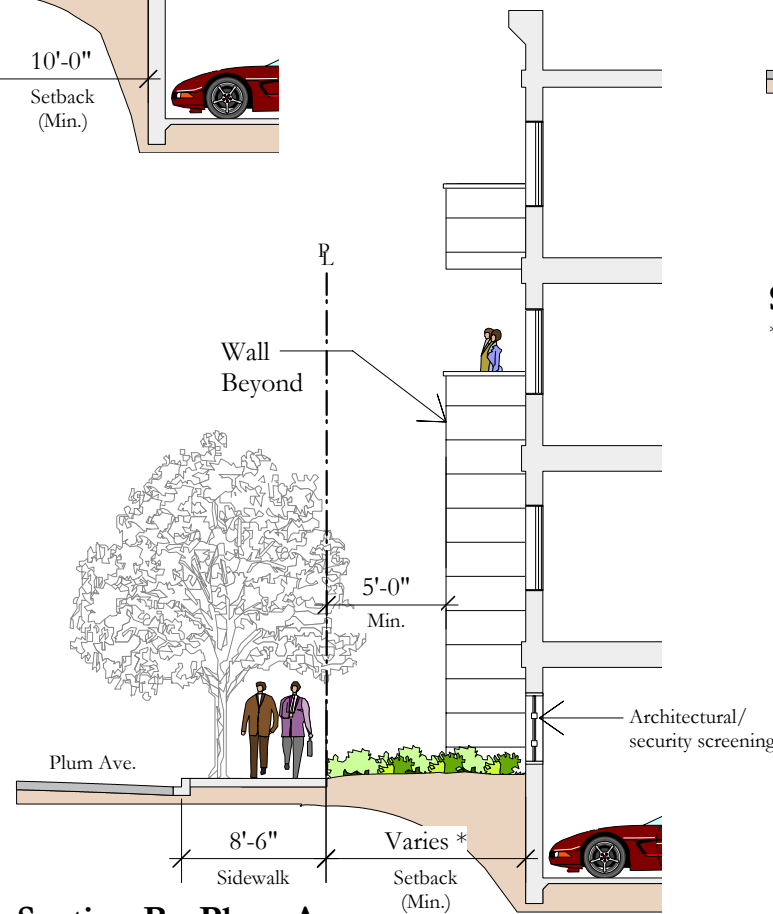 10'-0"
Setback
(Min.)
PL
Wall
Beyond
5'-0"
Min.
Architectural/
security screening
Plum Ave.
8'-6"
Sidewalk
Varies *
Setback
(Min.)